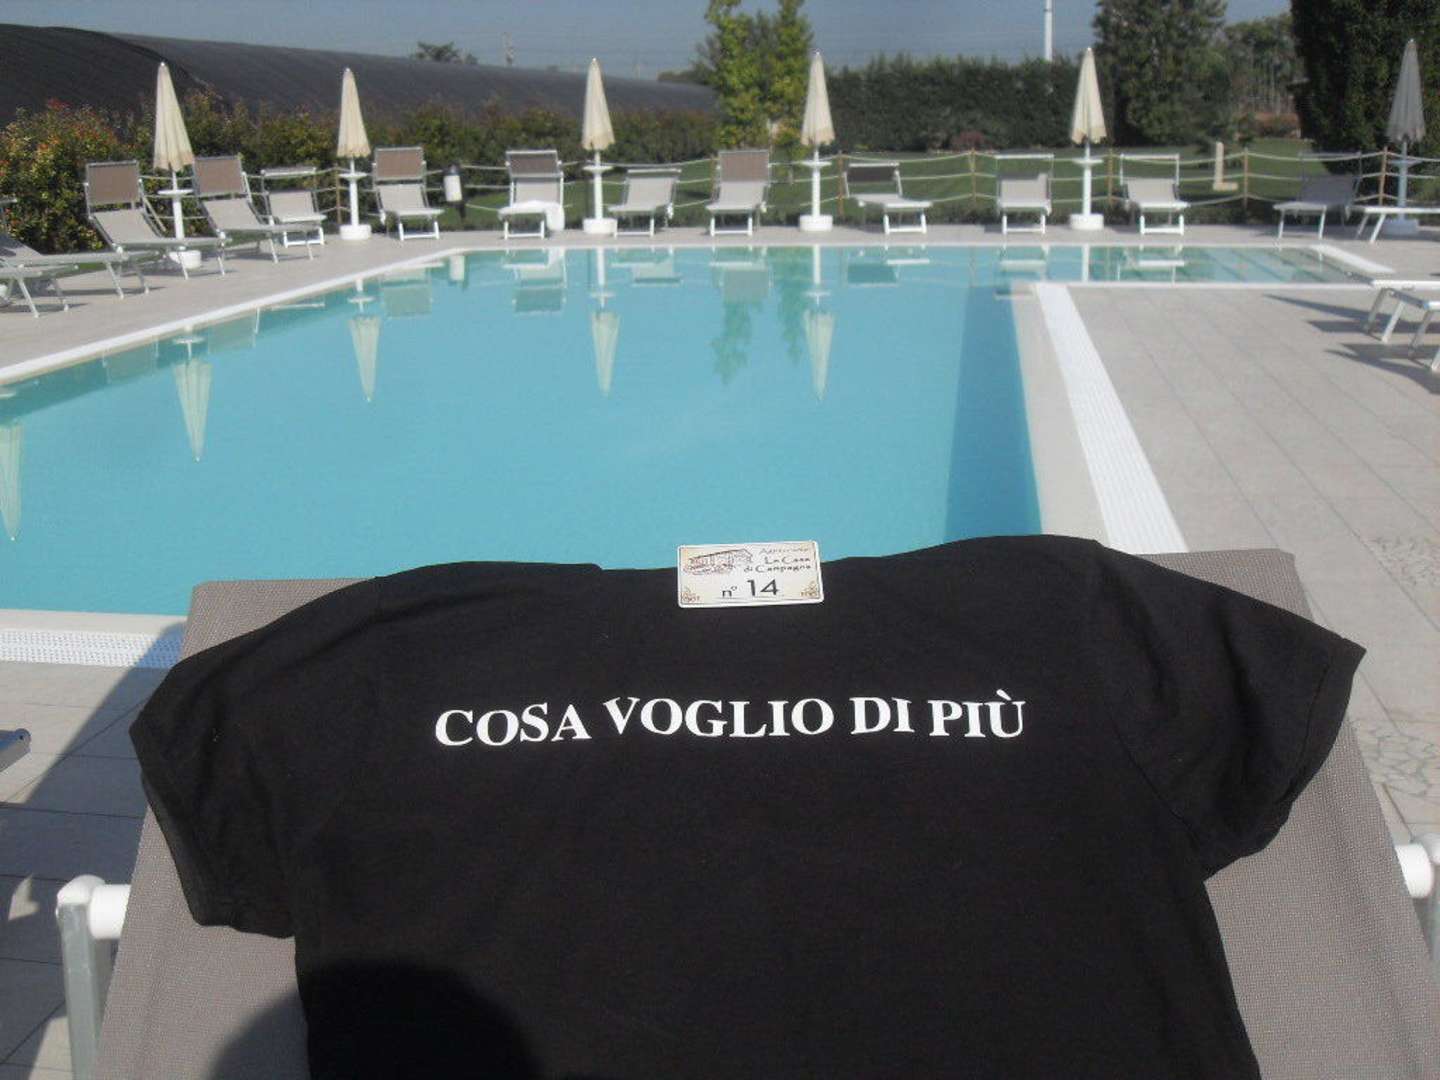 Agriturismo
La Casa
di Campagna
n° 14
COSA VOGLIO DI PIÙ